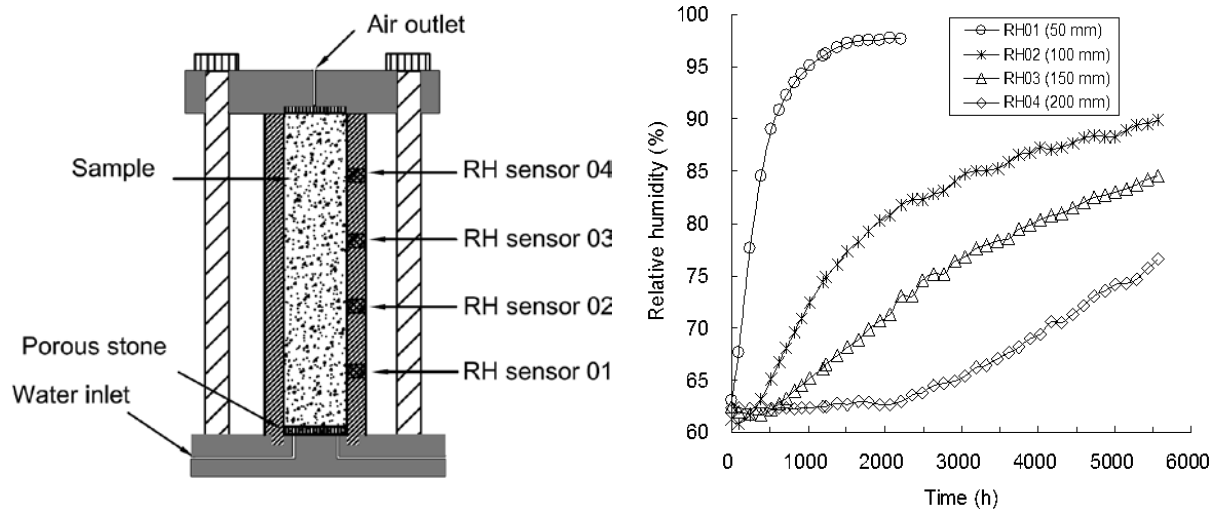 Air outlet
Sample
RH sensor 04
RH sensor 03
RH sensor 02
Porous stone
RH sensor 01
Water inlet
RH01 (50 mm)
RH02 (100 mm)
RH03 (150 mm)
RH04 (200 mm)
Relative humidity (%)
100
95
90
85
80
75
70
65
60
0 1000 2000 3000 4000 5000 6000
Time (h)